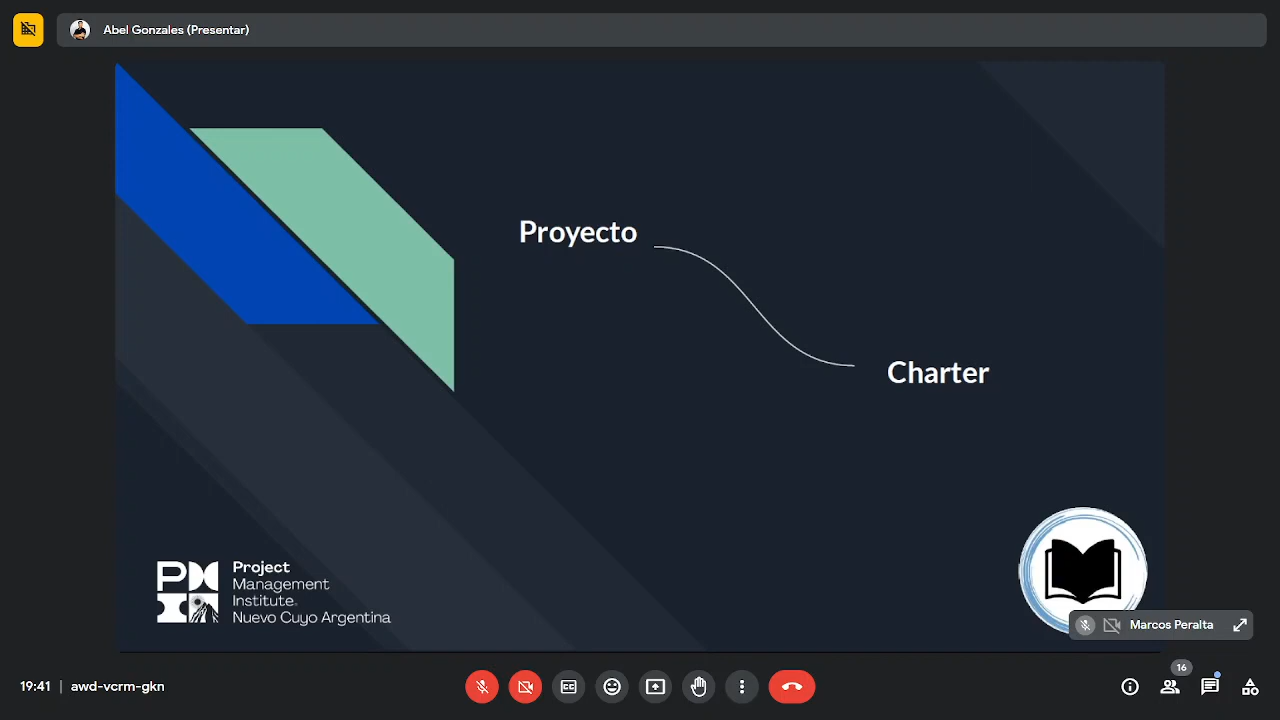 Abel Gonzales (Presentar)
Proyecto
Charter
Project
Management
Institute.
Nuevo Cuyo Argentina
Marcos Peralta
16
19:41 | awd-vcrm-gkn